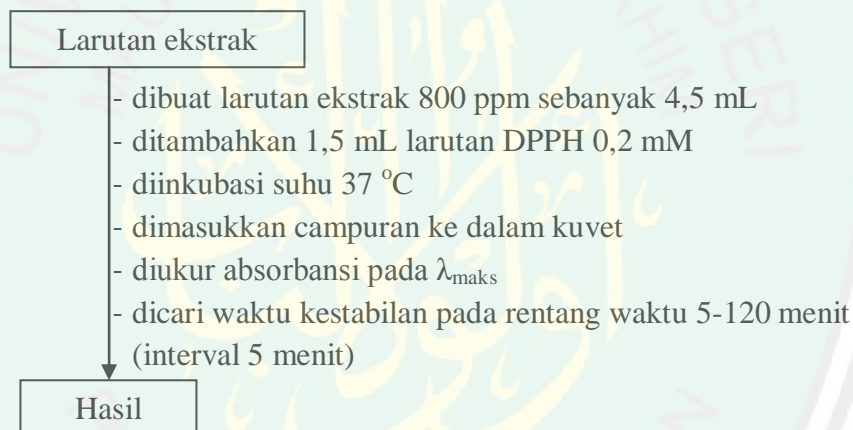 Larutan ekstrak
- dibuat larutan ekstrak 800 ppm sebanyak 4,5 mL
- ditambahkan 1,5 mL larutan DPPH 0,2 mM
- diinkubasi suhu 37 °C
- dimasukkan campuran ke dalam kuvet
- diukur absorbansi pada λmaks
- dicari waktu kestabilan pada rentang waktu 5-120 menit
(interval 5 menit)
Hasil